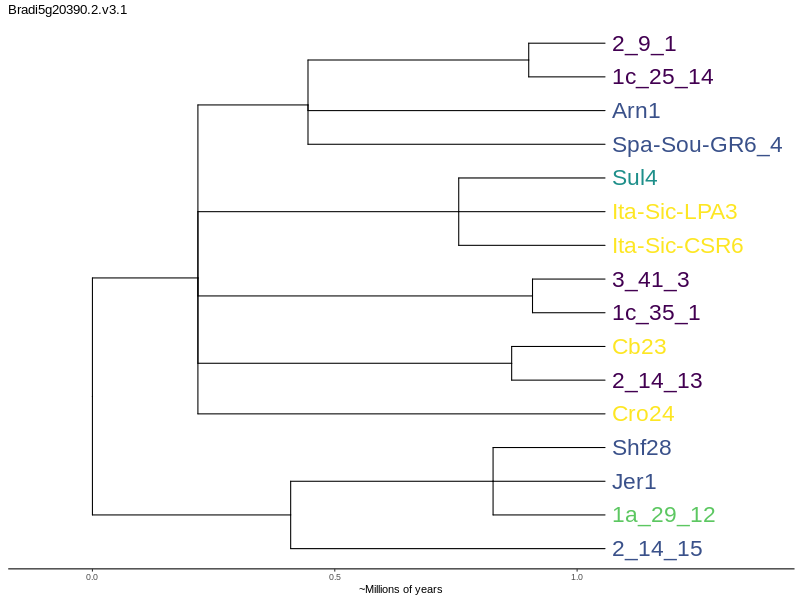 Bradi5g20390.2.v3.1
2_9_1
1c_25_14
Arn1
Spa-Sou-GR6_4
Sul4
Ita-Sic-LPA3
Ita-Sic-CSR6
3_41_3
1c_35_1
Cb23
2_14_13
Cro24
Shf28
Jer1
1a_29_12
2_14_15
0.0 0.5 1.0
~Millions of years